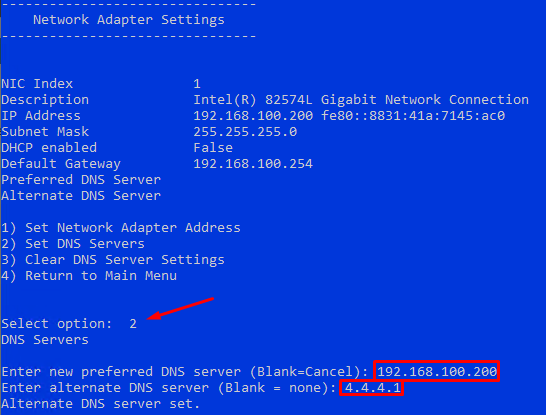 --------------------------------
Network Adapter Settings
--------------------------------
NIC Index 1
Description Intel(R) 82574L Gigabit Network Connection
IP Address 192.168.100.200 fe80::8831:41a:7145:ac0
Subnet Mask 255.255.255.0
DHCP enabled False
Default Gateway 192.168.100.254
Preferred DNS Server
Alternate DNS Server
1) Set Network Adapter Address
2) Set DNS Servers
3) Clear DNS Server Settings
4) Return to Main Menu
Select option: 2
DNS Servers
Enter new preferred DNS server (Blank=Cancel): 192.168.100.200
Enter alternate DNS server (Blank = none): 4.4.4.1
Alternate DNS server set.